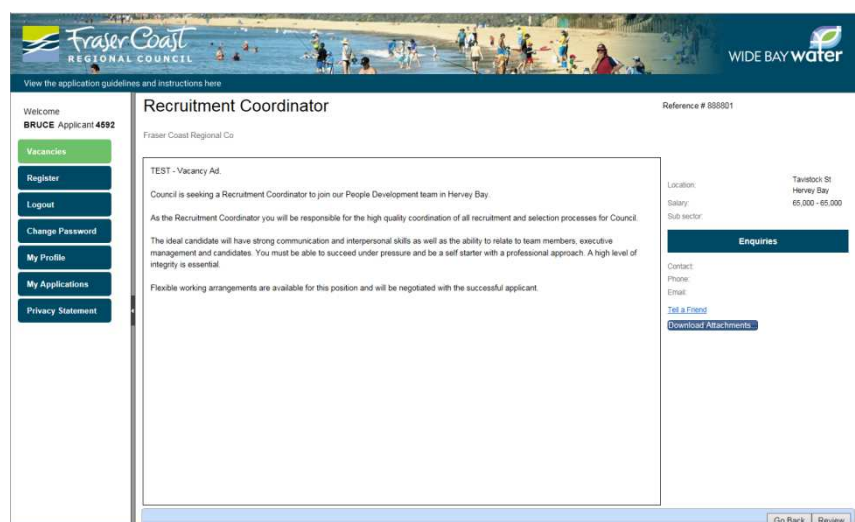 Fraser Coast
REGIONAL COUNCIL
WIDE BAY water
View the application guidelines and instructions here
Welcome
BRUCE Applicant 4592
Vacancies
Register
Logout
Change Password
My Profile
My Applications
Privacy Statement
Recruitment Coordinator
Fraser Coast Regional Co
TEST - Vacancy Ad.
Council is seeking a Recruitment Coordinator to join our People Development team in Hervey Bay.
As the Recruitment Coordinator you will be responsible for the high quality coordination of all recruitment and selection processes for Council.
The ideal candidate will have strong communication and interpersonal skills as well as the ability to relate to team members, executive
management and candidates. You must be able to succeed under pressure and be a self starter with a professional approach. A high level of
integrity is essential.
Flexible working arrangements are available for this position and will be negotiated with the successful applicant.
Reference # 888801
Location: Tavistock St
Hervey Bay
Salary: 65,000 - 65,000
Sub sector:
Enquiries
Contact:
Phone:
Email:
Tell a Friend
Download Attachments...
Go Back Review